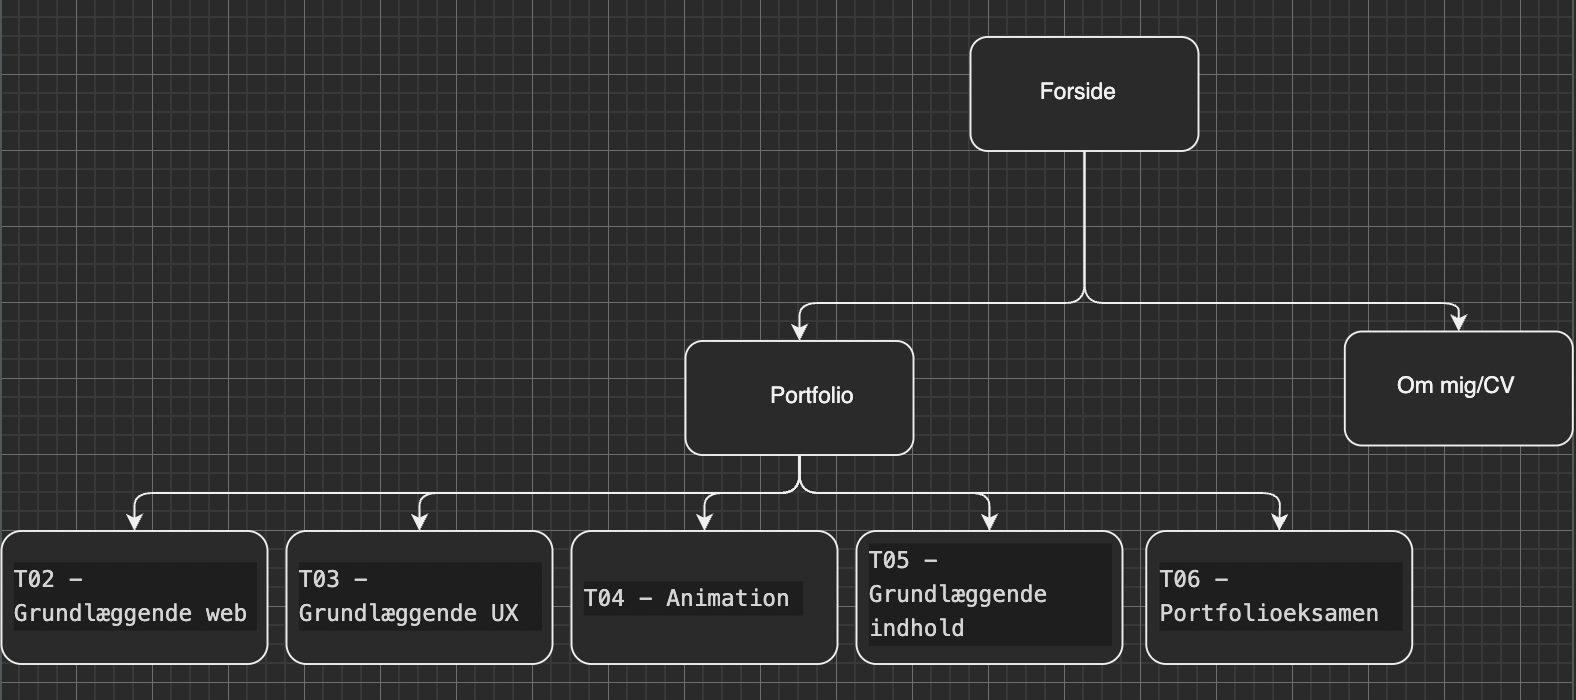 Forside
Portfolio
Om mig/CV
T02 –
Grundlæggende web
T03 –
Grundlæggende UX
T04 – Animation
T05 –
Grundlæggende
indhold
T06 –
Portfolioeksamen